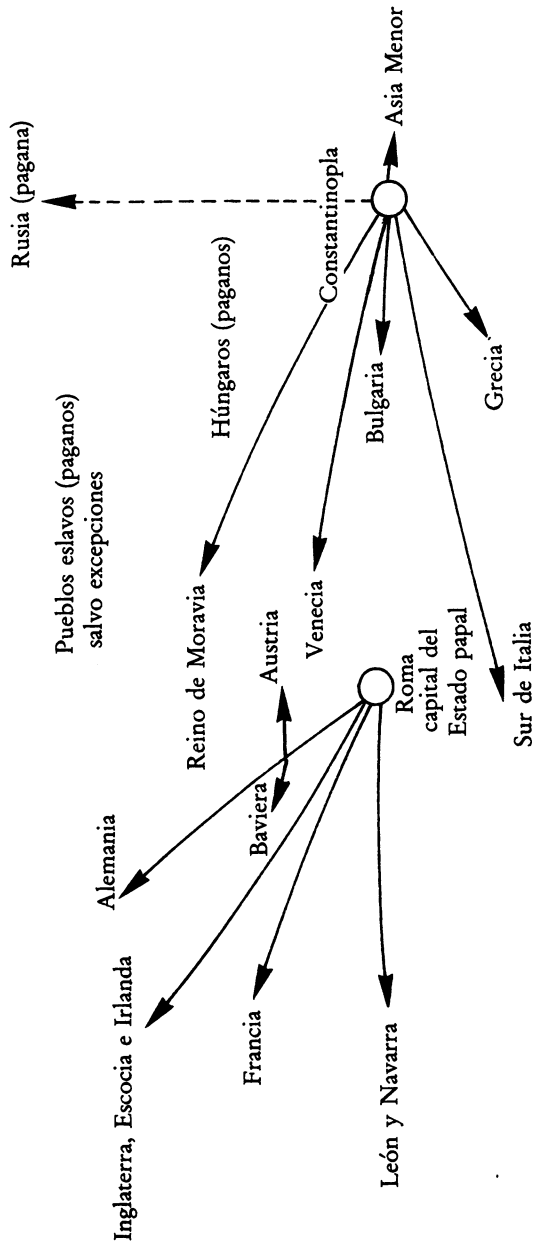 Rusia (pagana)
Pueblos eslavos (paganos)
salvo excepciones
Húngaros (paganos)
Alemania
Inglaterra, Escocia e Irlanda
Reino de Moravia
Austria
Baviera
Francia
Venecia
Constantinopla
Asia Menor
Bulgaria
León y Navarra
Roma
capital del
Estado papal
Grecia
Sur de Italia